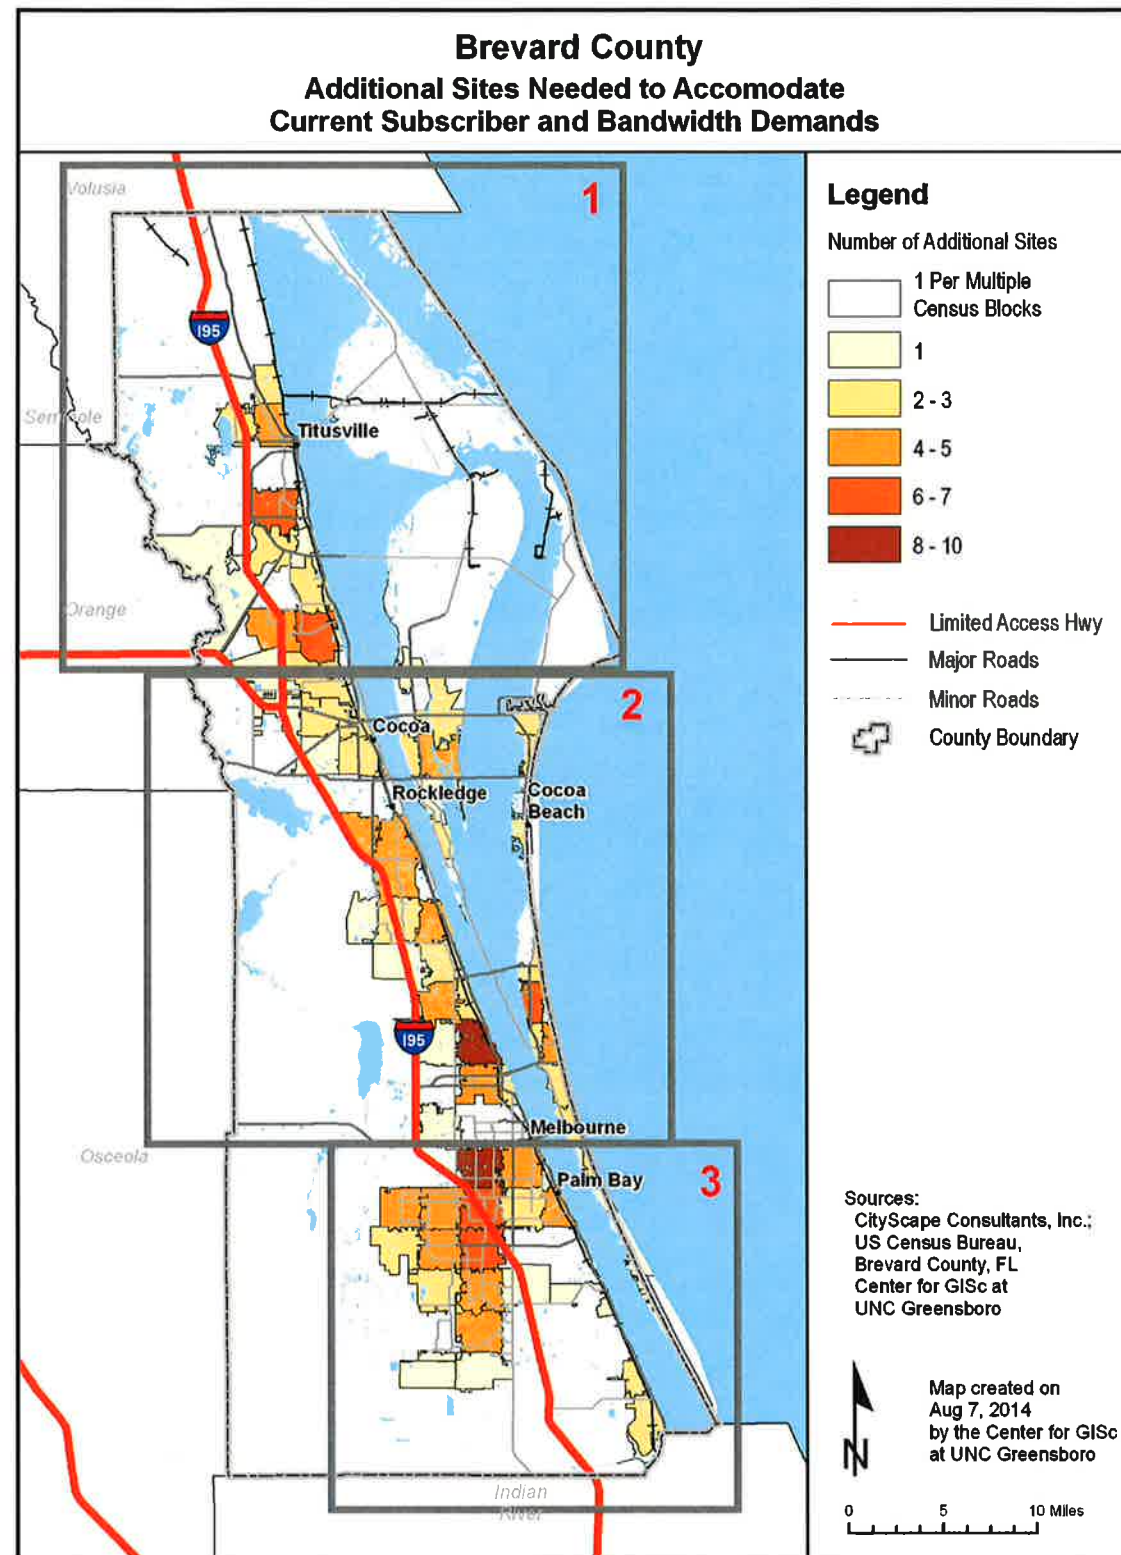 Brevard County
Additional Sites Needed to Accomodate
Current Subscriber and Bandwidth Demands
Volusia
1
I95
Seminole
Titusville
Orange
2
Cocoa
Rockledge
Cocoa
Beach
I95
Melbourne
Osceola
Palm Bay
3
Indian
River
Legend
Number of Additional Sites
1 Per Multiple
Census Blocks
1
2 - 3
4 - 5
6 - 7
8 - 10
Limited Access Hwy
Major Roads
Minor Roads
County Boundary
Sources:
CityScape Consultants, Inc.;
US Census Bureau,
Brevard County, FL
Center for GISc at
UNC Greensboro
N
Map created on
Aug 7, 2014
by the Center for GISc
at UNC Greensboro
0 5 10 Miles